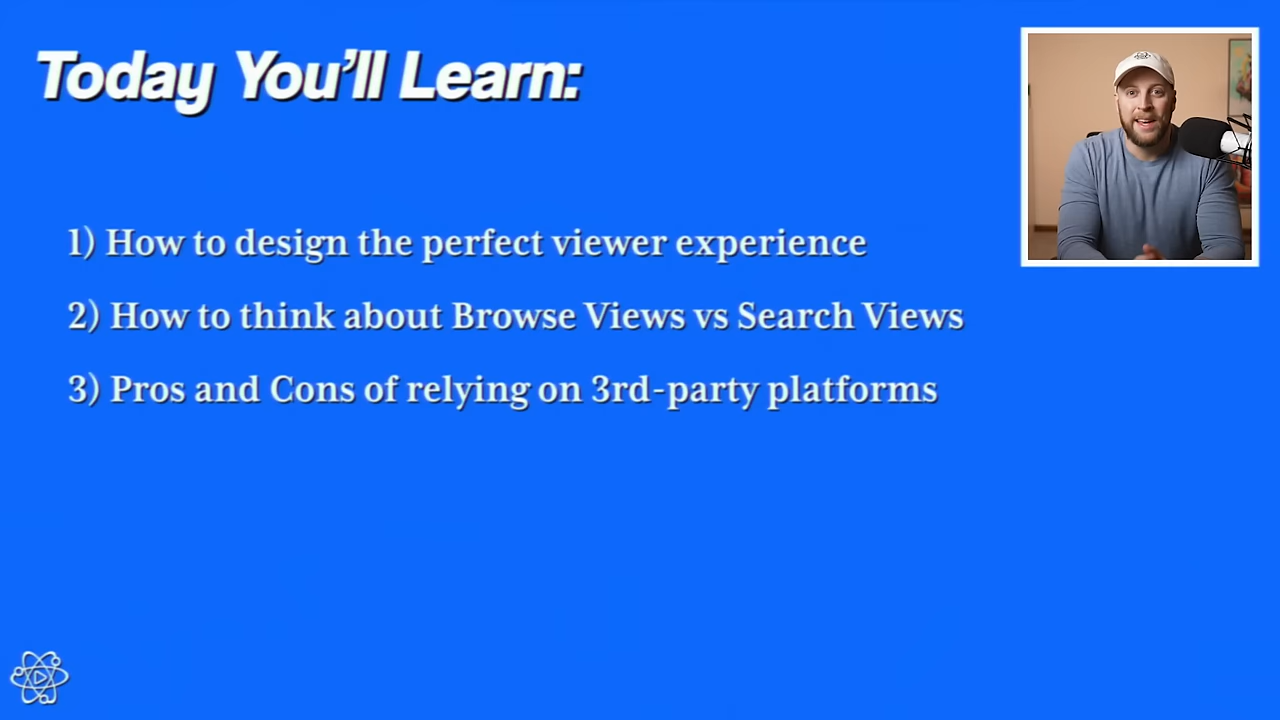 Today You'll Learn:
1) How to design the perfect viewer experience
2) How to think about Browse Views vs Search Views
3) Pros and Cons of relying on 3rd-party platforms